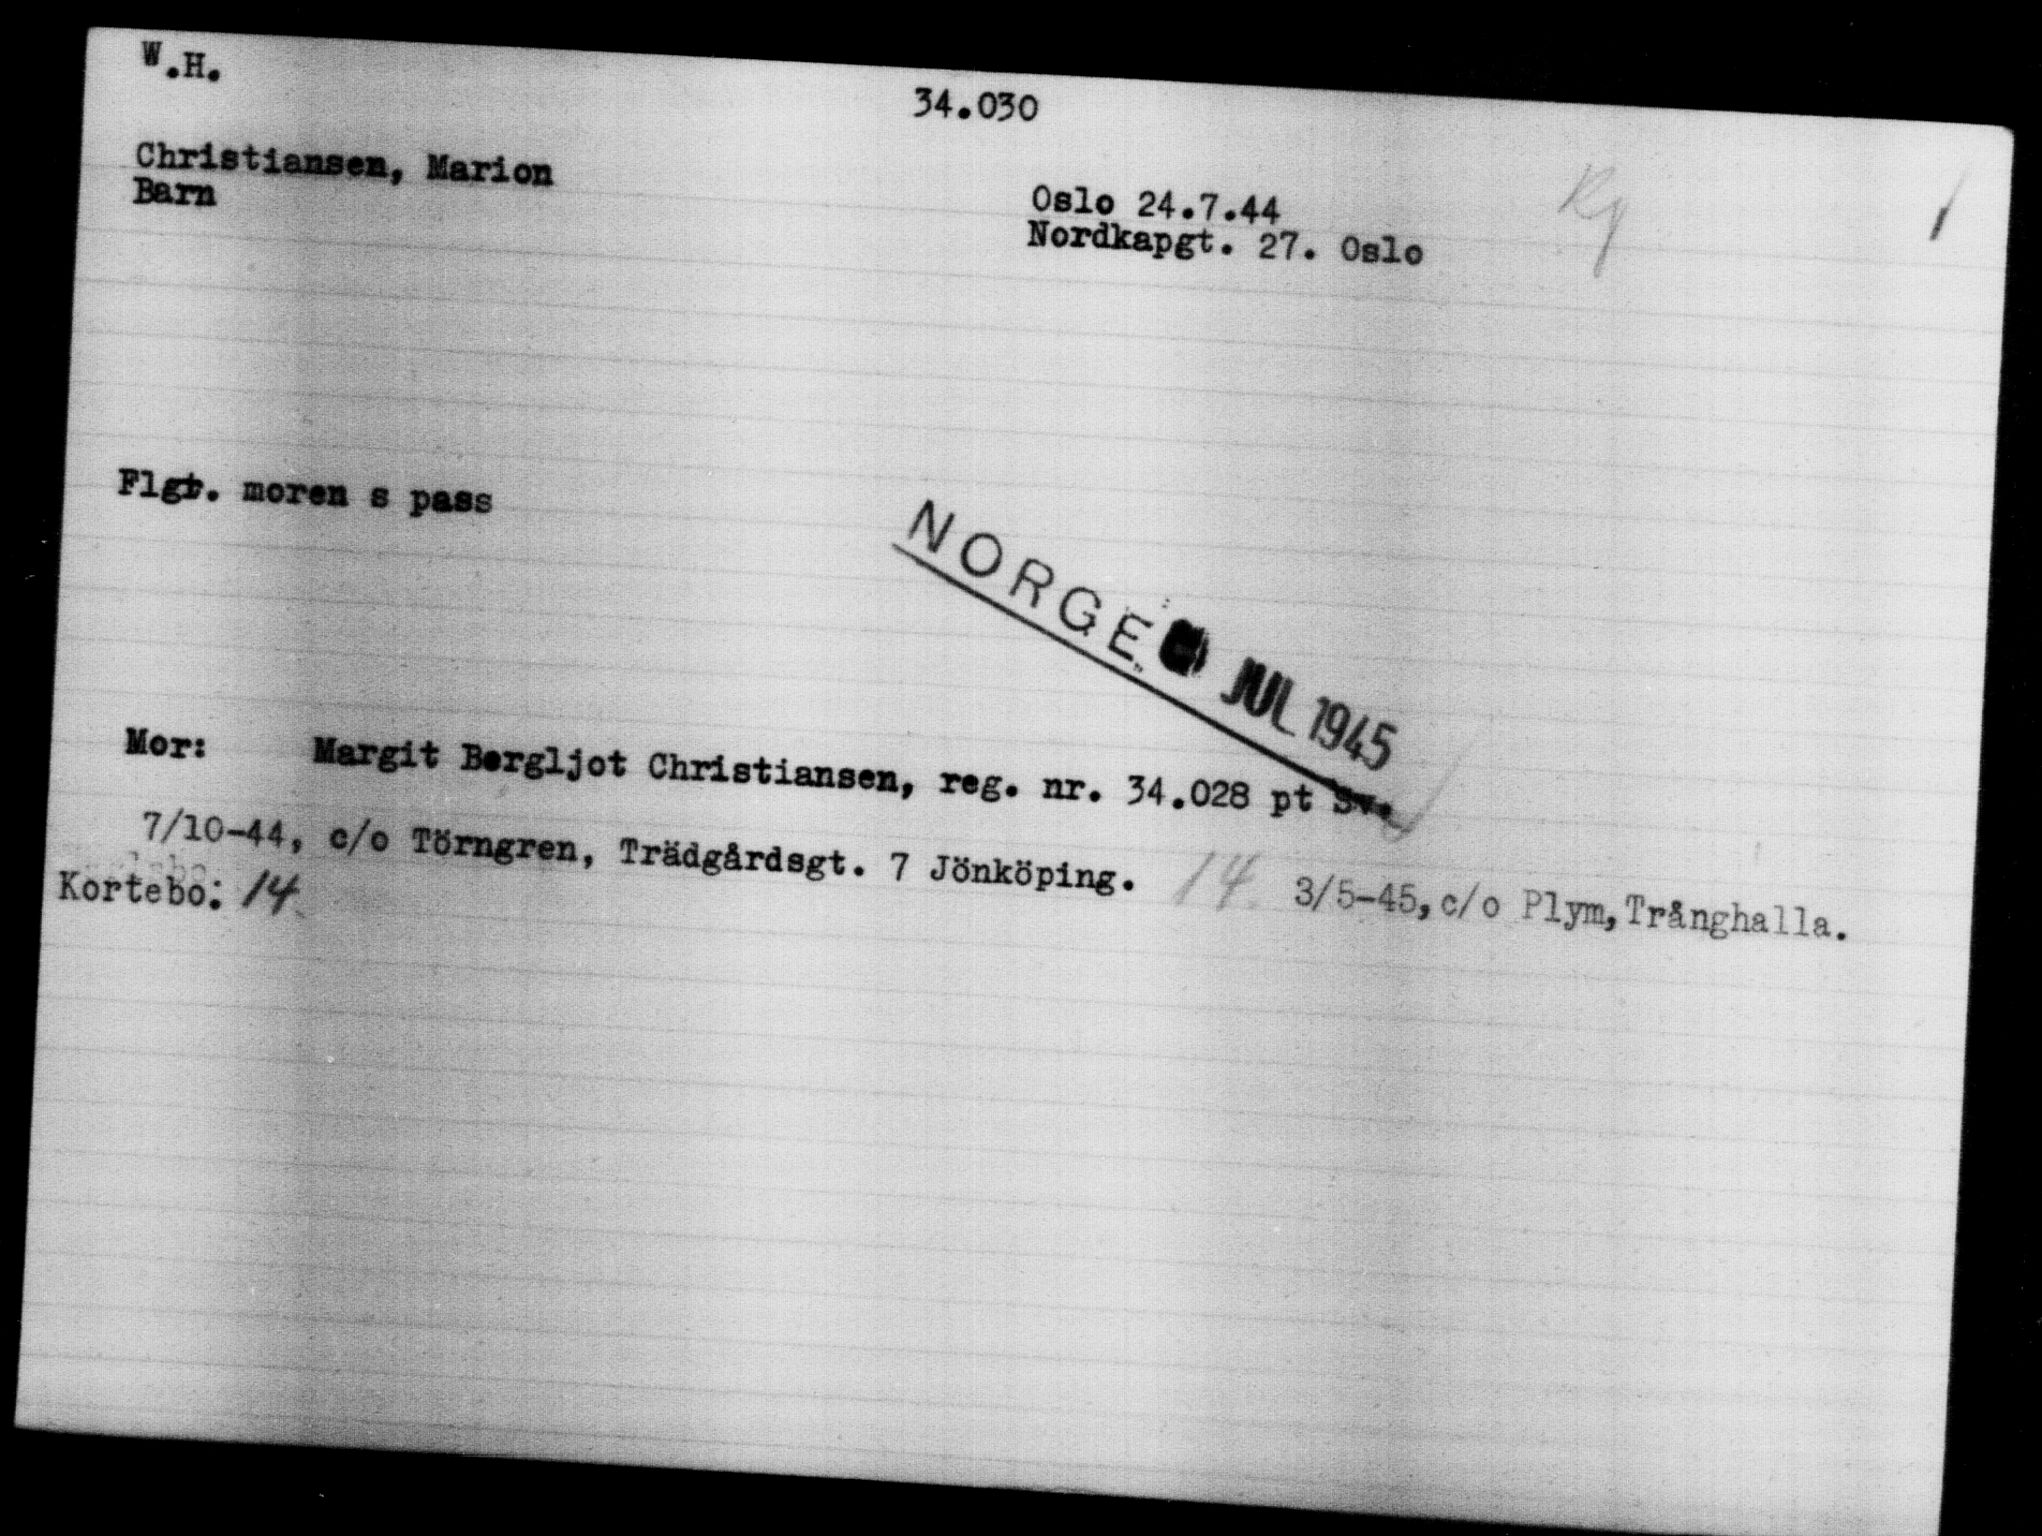 W.H.
34.030
Christiansen, Marion
Barn
Oslo 24.7.44
Nordkapgt. 27. Oslo
Flgt. moren s pass
NORGE JUL 1945
Mor: Margit Bergljot Christiansen, reg. nr. 34.028 pt Sv.
7/10-44, c/o Törngren, Trädgårdsgt. 7 Jönköping. 14 3/5-45, c/o Plym, Trånghalla.
Kortebo: 14